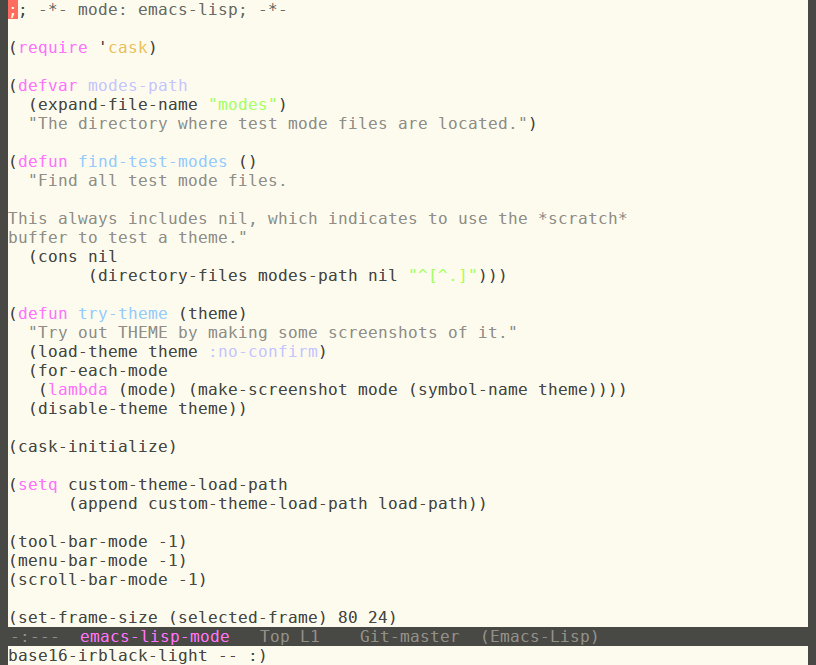 ;; -*- mode: emacs-lisp; -*-

(require 'cask)

(defvar modes-path
  (expand-file-name "modes")
  "The directory where test mode files are located.")

(defun find-test-modes ()
  "Find all test mode files.

This always includes nil, which indicates to use the *scratch*
buffer to test a theme."
  (cons nil
        (directory-files modes-path nil "^[^.]")))

(defun try-theme (theme)
  "Try out THEME by making some screenshots of it."
  (load-theme theme :no-confirm)
  (for-each-mode
   (lambda (mode) (make-screenshot mode (symbol-name theme))))
  (disable-theme theme))

(cask-initialize)

(setq custom-theme-load-path
      (append custom-theme-load-path load-path))

(tool-bar-mode -1)
(menu-bar-mode -1)
(scroll-bar-mode -1)

(set-frame-size (selected-frame) 80 24)
-:---  emacs-lisp-mode   Top L1    Git-master  (Emacs-Lisp)
base16-irblack-light -- :)